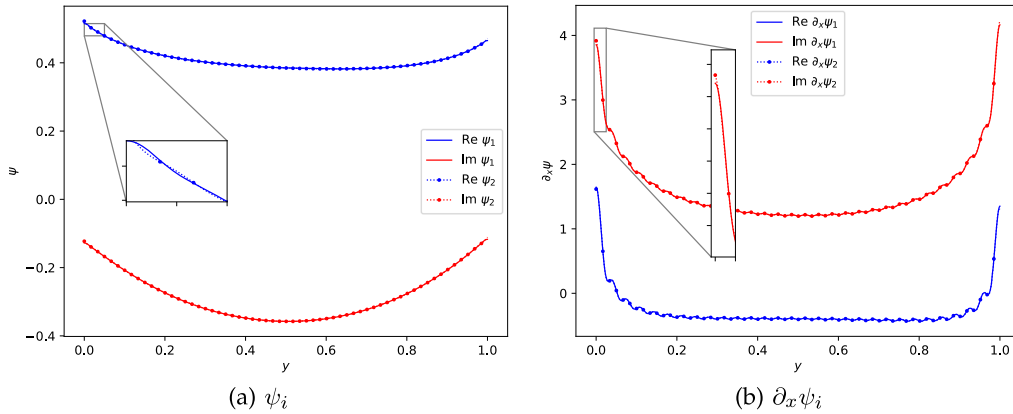 0.4
0.2
0.0
−0.2
−0.4
ψ
0.0 0.2 0.4 0.6 0.8 1.0
y
Re ψ₁
Im ψ₁
Re ψ₂
Im ψ₂
(a) ψᵢ
4
3
2
1
0
∂ₓψ
0.0 0.2 0.4 0.6 0.8 1.0
y
Re ∂ₓψ₁
Im ∂ₓψ₁
Re ∂ₓψ₂
Im ∂ₓψ₂
(b) ∂ₓψᵢ